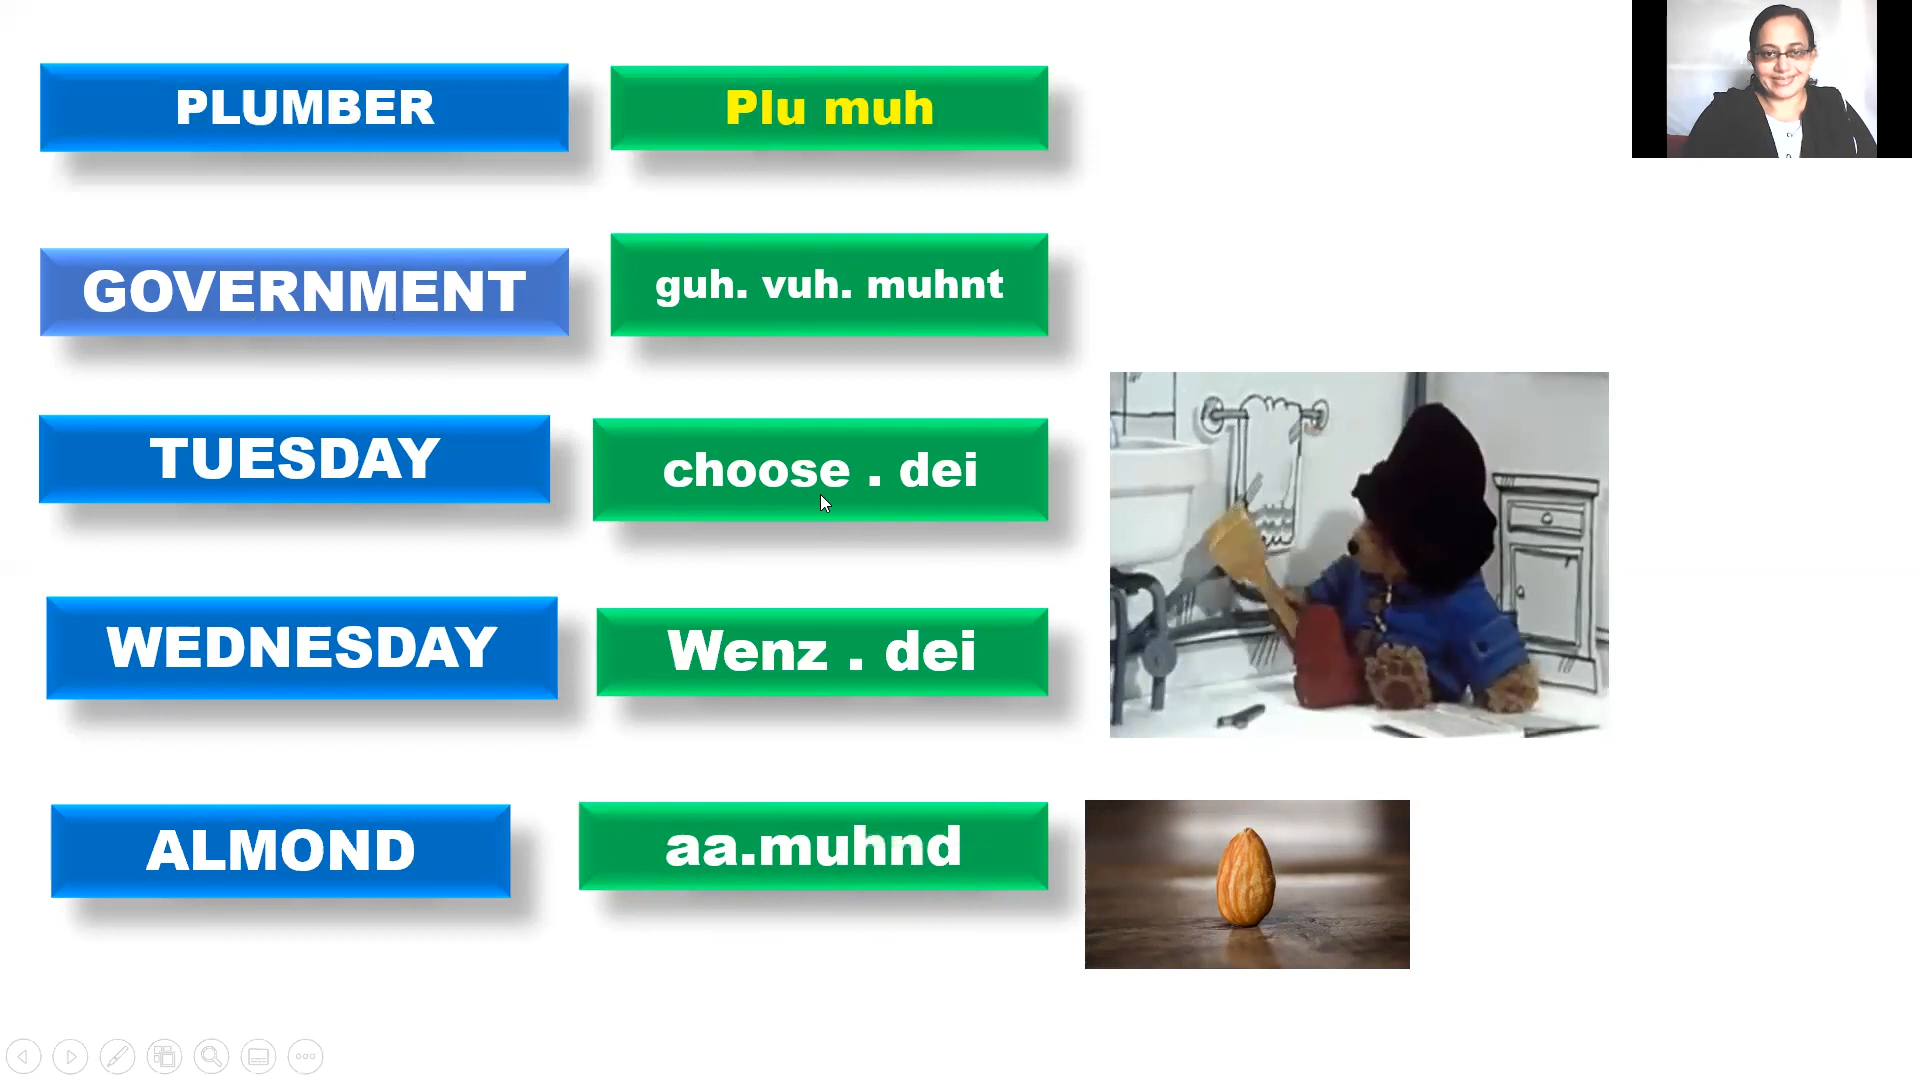 PLUMBER
Plu muh
GOVERNMENT
guh. vuh. muhnt
TUESDAY
choose . dei
WEDNESDAY
Wenz . dei
ALMOND
aa.muhnd